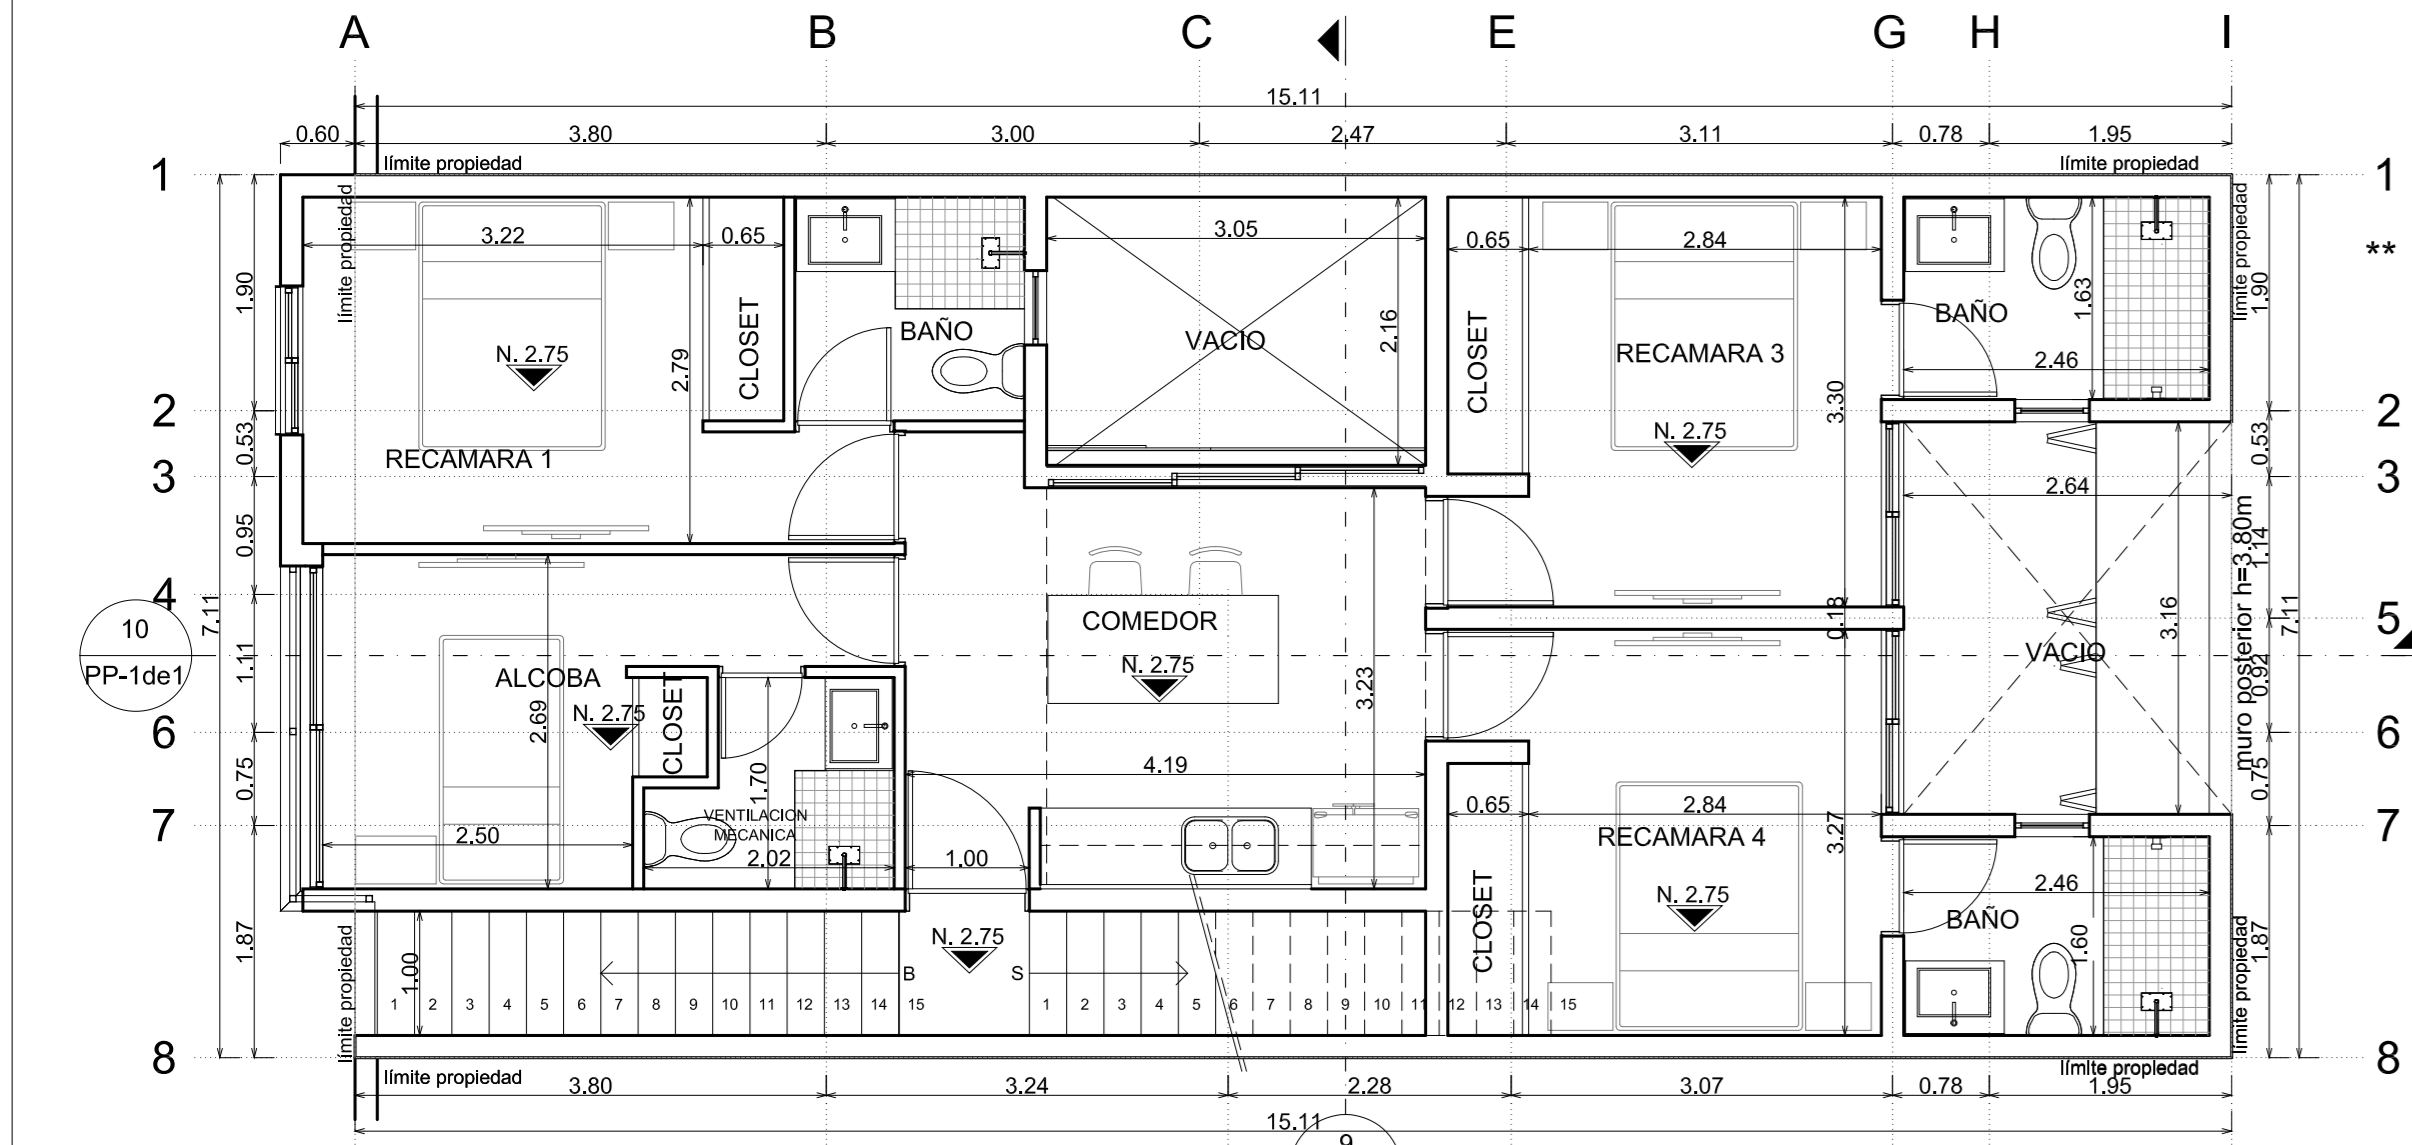 A B C E G H I
15.11
0.60 3.80 3.00 2.47 3.11 0.78 1.95
límite propiedad límite propiedad
1 1
límite propiedad
límite propiedad
**
3.22 0.65 3.05 0.65 2.84
1.90 1.90
CLOSET BAÑO VACIO 2.16 CLOSET RECAMARA 3 BAÑO 1.63
N. 2.75
2.79 2.46
3.30
2 2
0.53 0.53
RECAMARA 1 N. 2.75
3 3
2.64
0.95 1.14
muro posterior h=3.80m
4 5
7.11 7.11
10
PP-1de1
COMEDOR 0.18 3.16
N. 2.75
VACIO
1.11 0.92
ALCOBA CLOSET
N. 2.75
2.69 3.23
6 6
4.19
0.75 0.75
1.70
VENTILACION
MECANICA
7 7
2.50 2.02 1.00
0.65 2.84
RECAMARA 4 3.27
2.46
N. 2.75
CLOSET BAÑO
1.60
1.87 1.87
N. 2.75
límite propiedad
límite propiedad
1.00
B S
1 2 3 4 5 6 7 8 9 10 11 12 13 14 15 1 2 3 4 5 6 7 8 9 10 11 12 13 14 15
8 8
límite propiedad límite propiedad
3.80 3.24 2.28 3.07 0.78 1.95
15.11
9